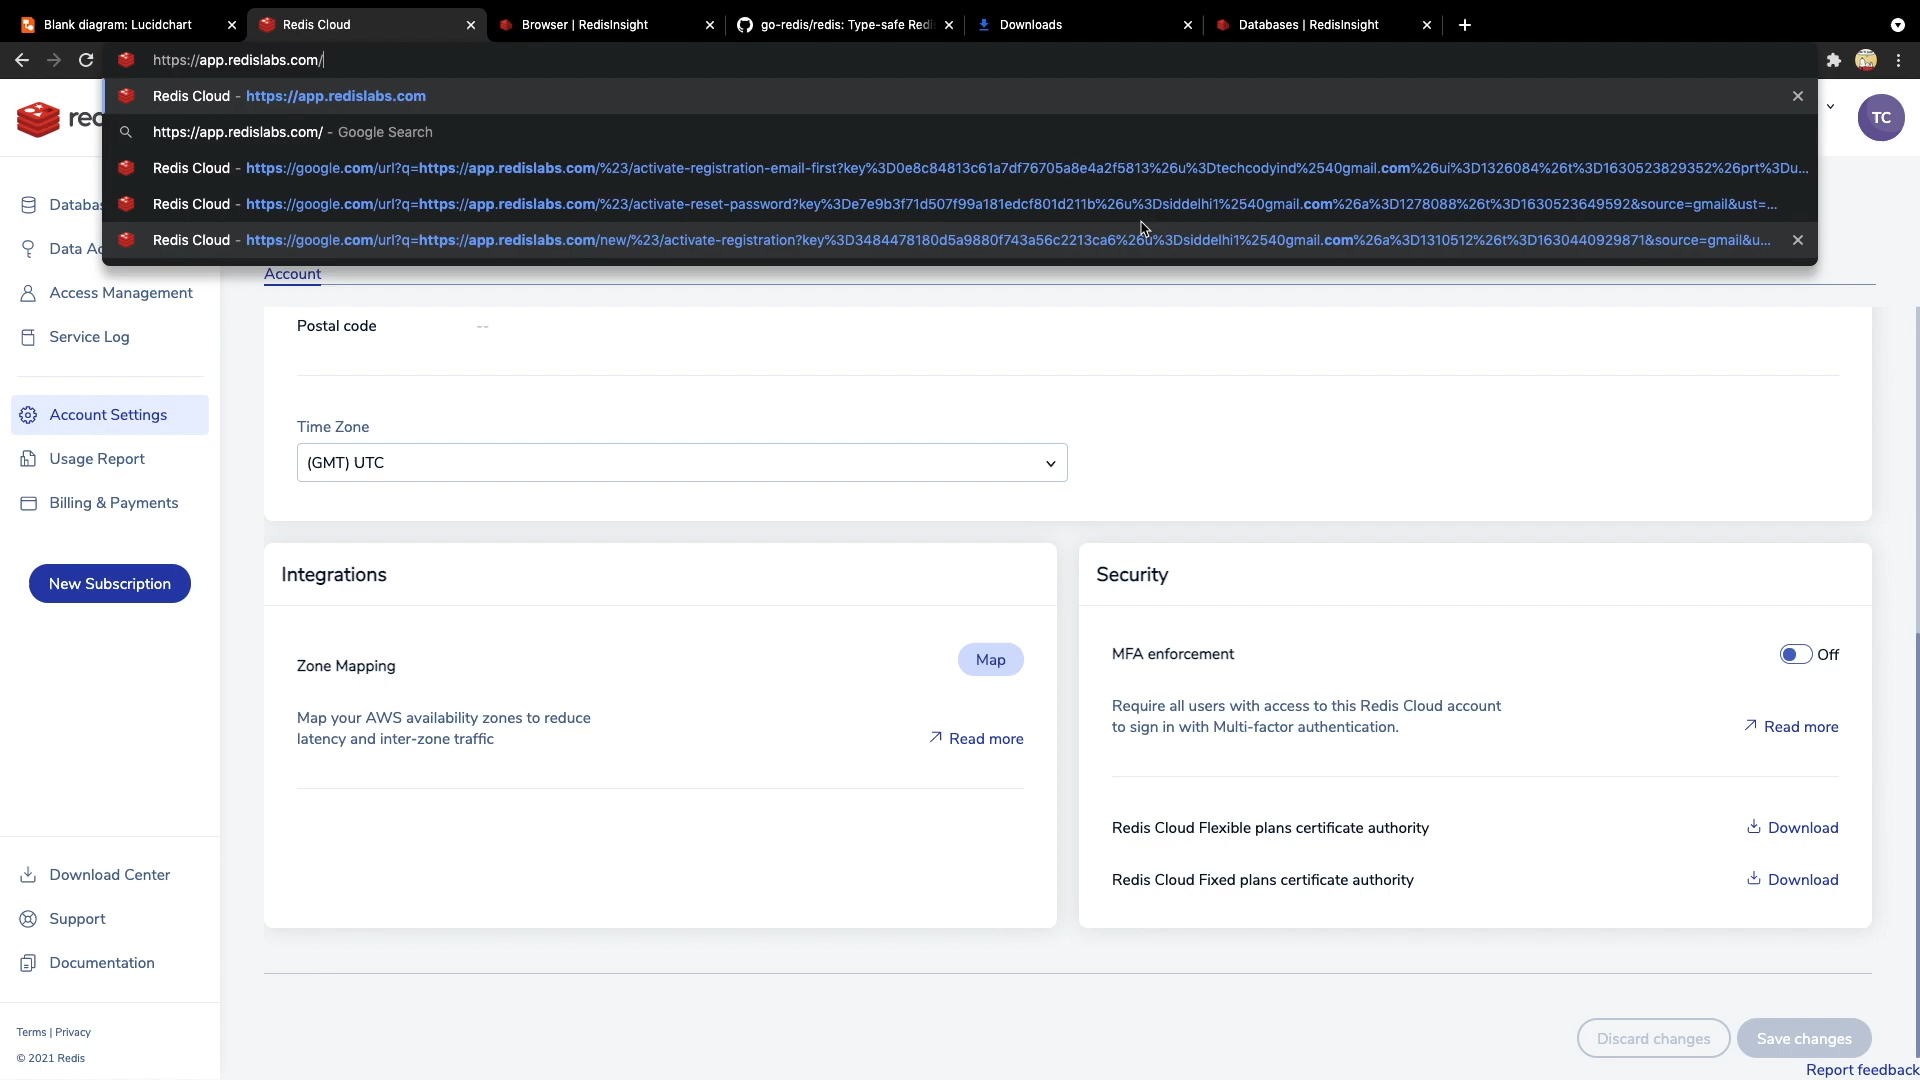 Blank diagram: Lucidchart
Redis Cloud
Browser | RedisInsight
go-redis/redis: Type-safe Redi
Downloads
Databases | RedisInsight
https://app.redislabs.com/
Redis Cloud - https://app.redislabs.com
https://app.redislabs.com/ - Google Search
Redis Cloud - https://google.com/url?q=https://app.redislabs.com/%23/activate-registration-email-first?key%3D0e8c84813c61a7df76705a8e4a2f5813%26u%3Dtechcodyind%2540gmail.com%26ui%3D1326084%26t%3D1630523829352%26prt%3Du...
Redis Cloud - https://google.com/url?q=https://app.redislabs.com/%23/activate-reset-password?key%3De7e9b3f71d507f99a181edcf801d211b%26u%3Dsiddelhi1%2540gmail.com%26a%3D1278088%26t%3D1630523649592&source=gmail&ust=...
Redis Cloud - https://google.com/url?q=https://app.redislabs.com/new/%23/activate-registration?key%3D3484478180d5a9880f743a56c2213ca6%26u%3Dsiddelhi1%2540gmail.com%26a%3D1310512%26t%3D1630440929871&source=gmail&u...
red
TC
Databas
Data Ac
Access Management
Service Log
Account Settings
Usage Report
Billing & Payments
New Subscription
Download Center
Support
Documentation
Terms | Privacy
© 2021 Redis
Account
Postal code --
Time Zone
(GMT) UTC
Integrations
Zone Mapping
Map
Map your AWS availability zones to reduce
latency and inter-zone traffic
Read more
Security
MFA enforcement
Off
Require all users with access to this Redis Cloud account
to sign in with Multi-factor authentication.
Read more
Redis Cloud Flexible plans certificate authority
Download
Redis Cloud Fixed plans certificate authority
Download
Discard changes
Save changes
Report feedback